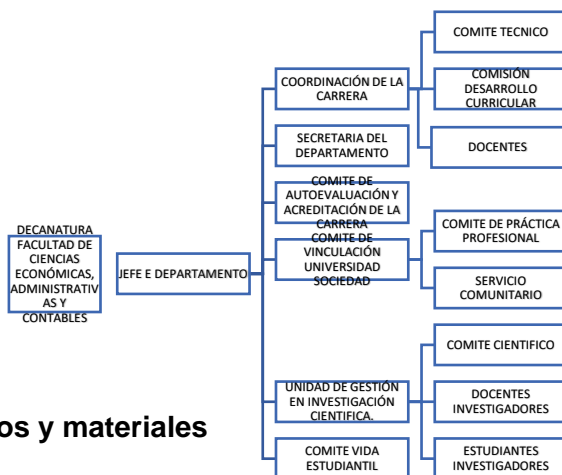 DECANATURA
FACULTAD DE
CIENCIAS
ECONÓMICAS,
ADMINISTRATIV
AS Y
CONTABLES
JEFE E DEPARTAMENTO
COORDINACIÓN DE LA
CARRERA
COMITE TECNICO
COMISIÓN
DESARROLLO
CURRICULAR
DOCENTES
SECRETARIA DEL
DEPARTAMENTO
COMITE DE
AUTOEVALUACIÓN Y
ACREDITACIÓN DE LA
CARRERA
COMITE DE
VINCULACIÓN
UNIVERSIDAD
SOCIEDAD
COMITE DE PRÁCTICA
PROFESIONAL
SERVICIO
COMUNITARIO
UNIDAD DE GESTIÓN
EN INVESTIGACIÓN
CIENTIFICA.
COMITE CIENTIFICO
DOCENTES
INVESTIGADORES
ESTUDIANTES
INVESTIGADORES
COMITE VIDA
ESTUDIANTIL
os y materiales